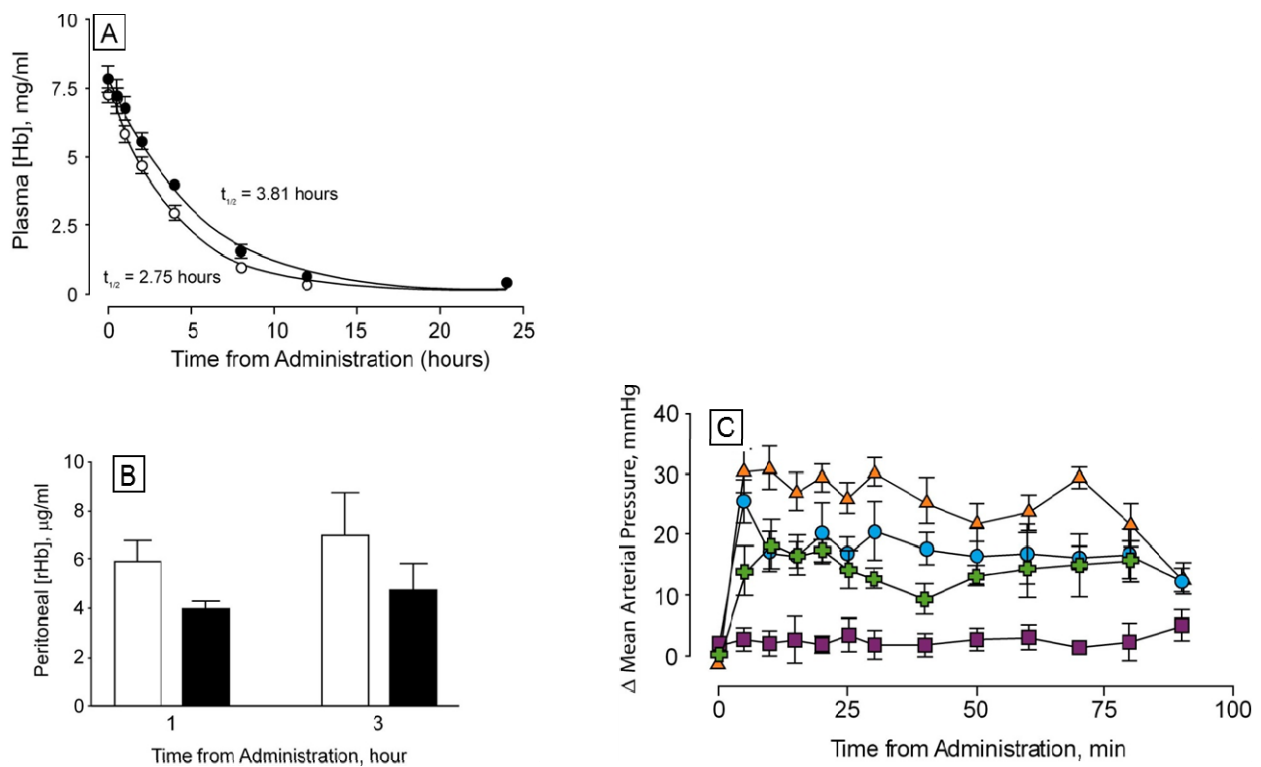 A
10
7.5
5
2.5
0
Plasma [Hb], mg/ml
t1/2 = 3.81 hours
t1/2 = 2.75 hours
0 5 10 15 20 25
Time from Administration (hours)
B
10
8
6
4
2
0
Peritoneal [rHb], μg/ml
1 3
Time from Administration, hour
C
40
30
20
10
0
Δ Mean Arterial Pressure, mmHg
0 25 50 75 100
Time from Administration, min